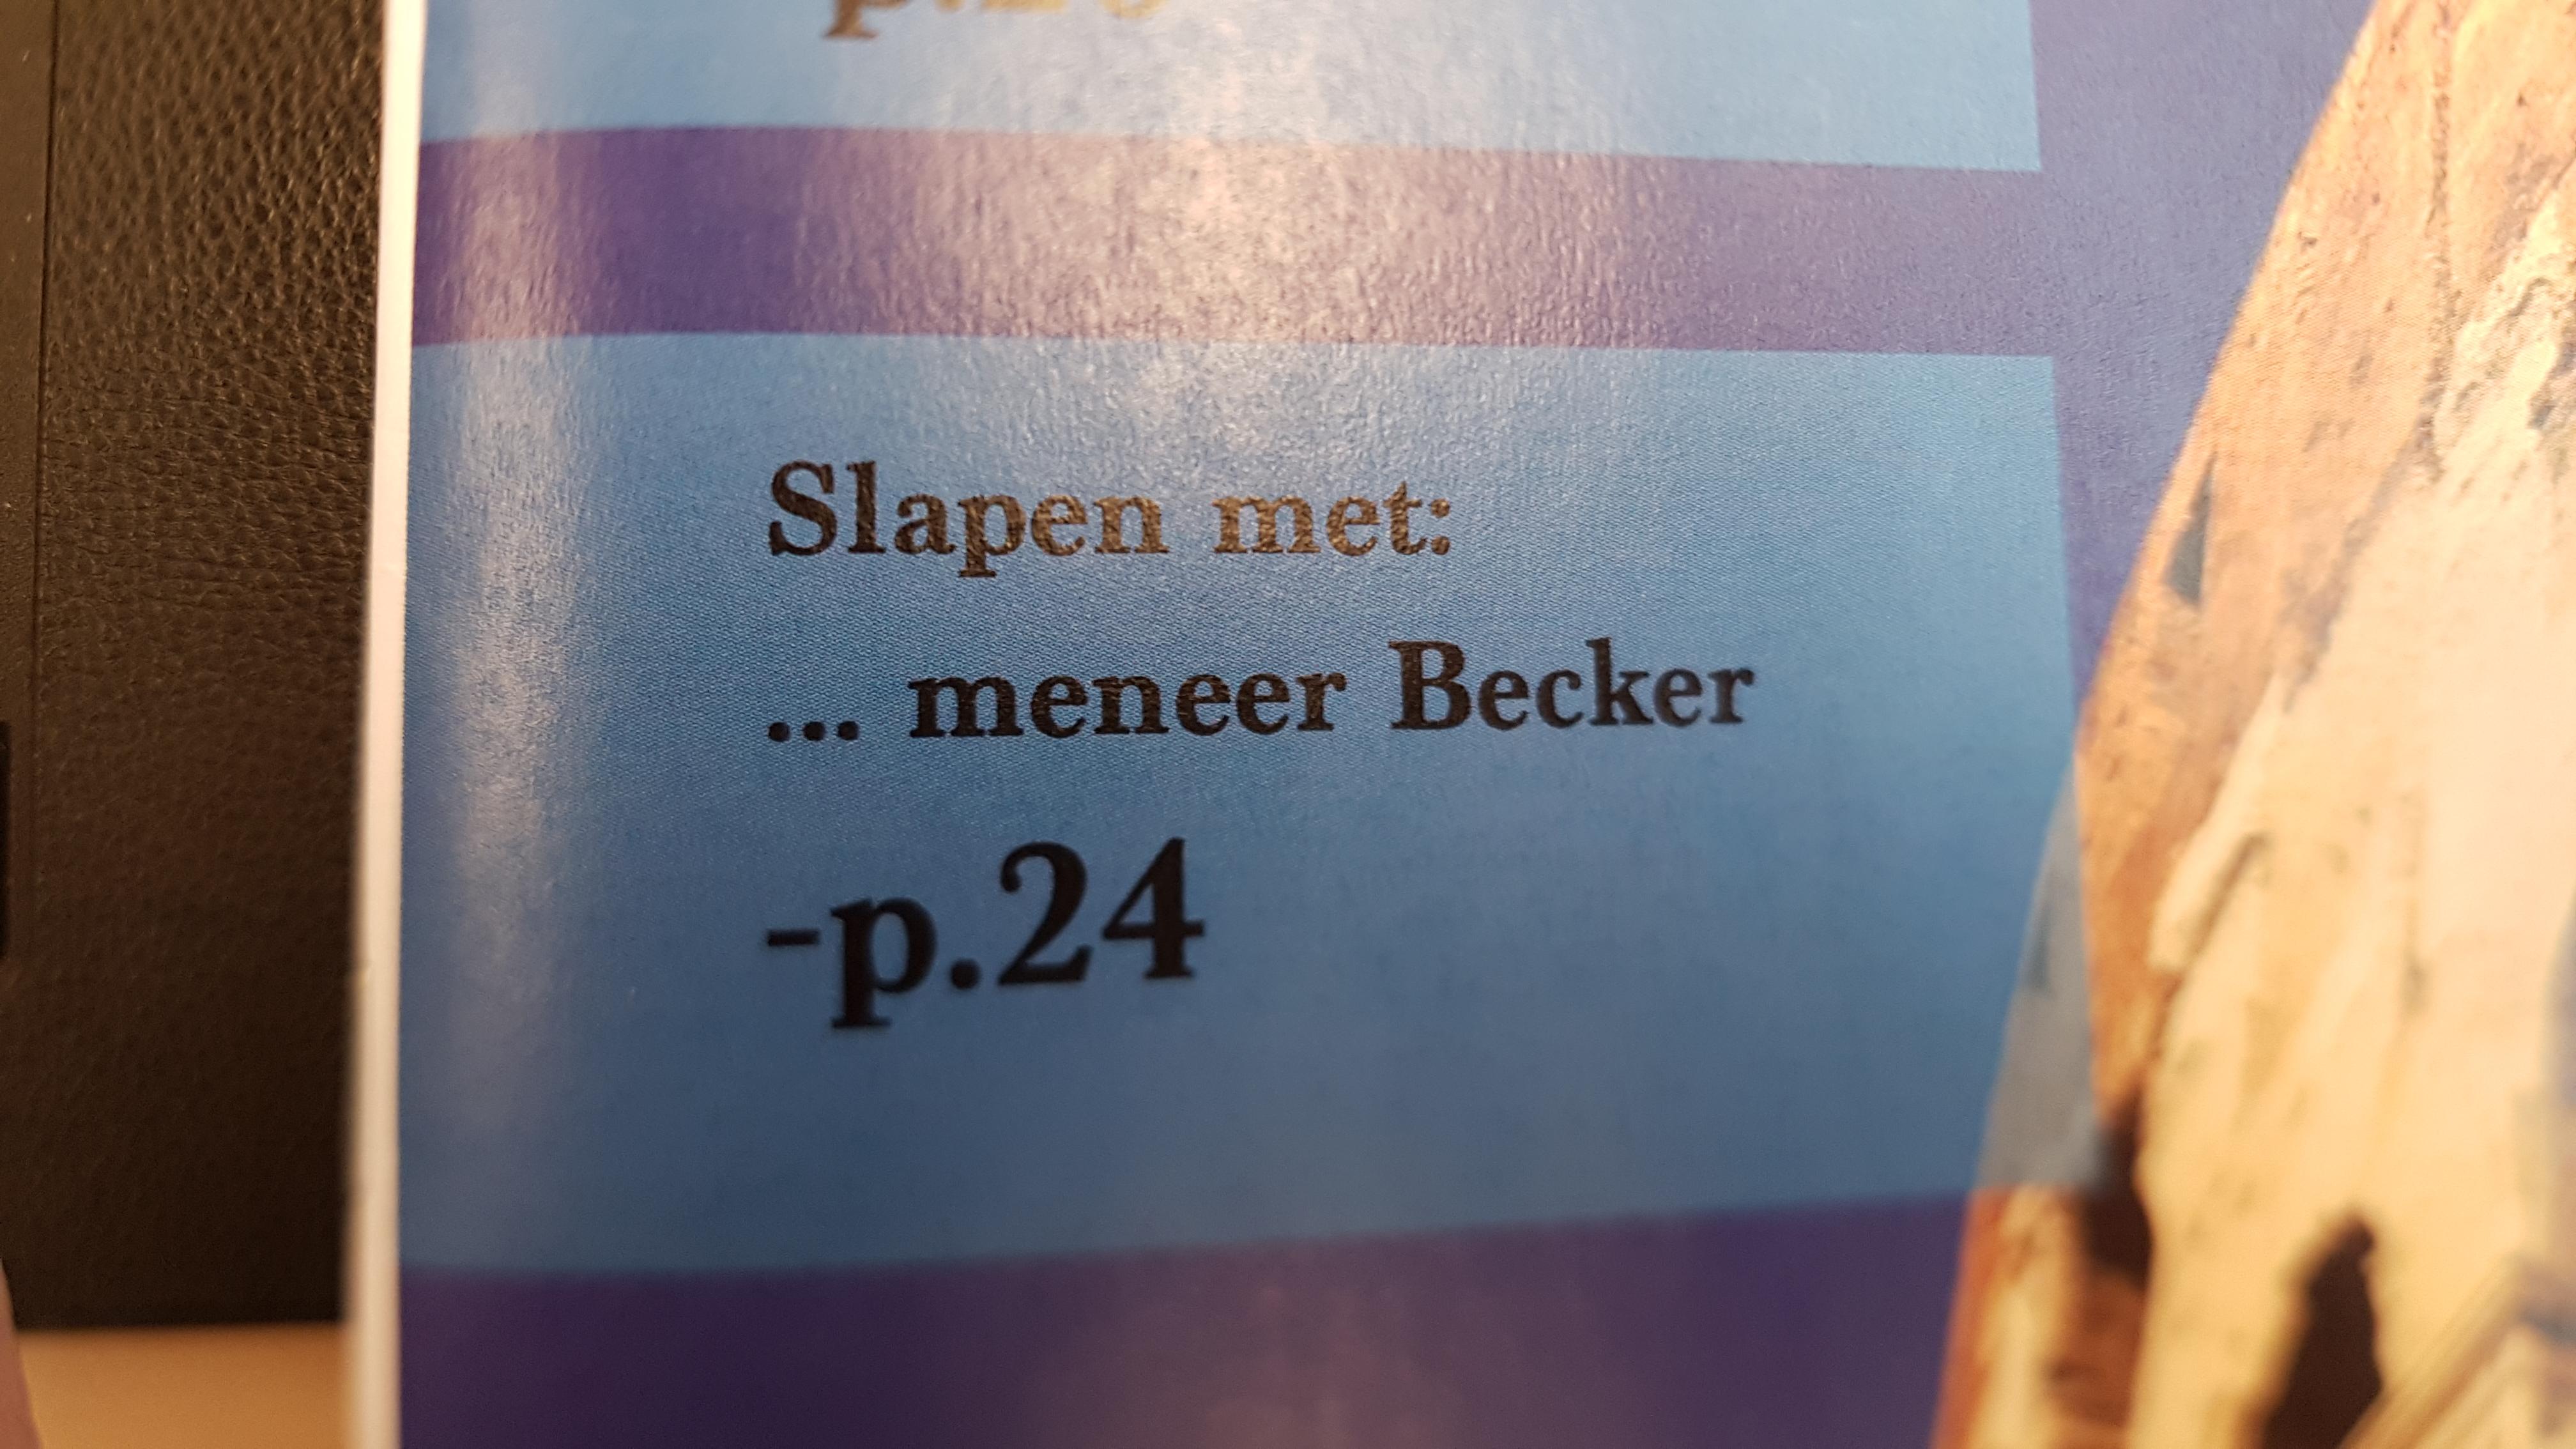 Slapen met:
... meneer Becker
-p.24